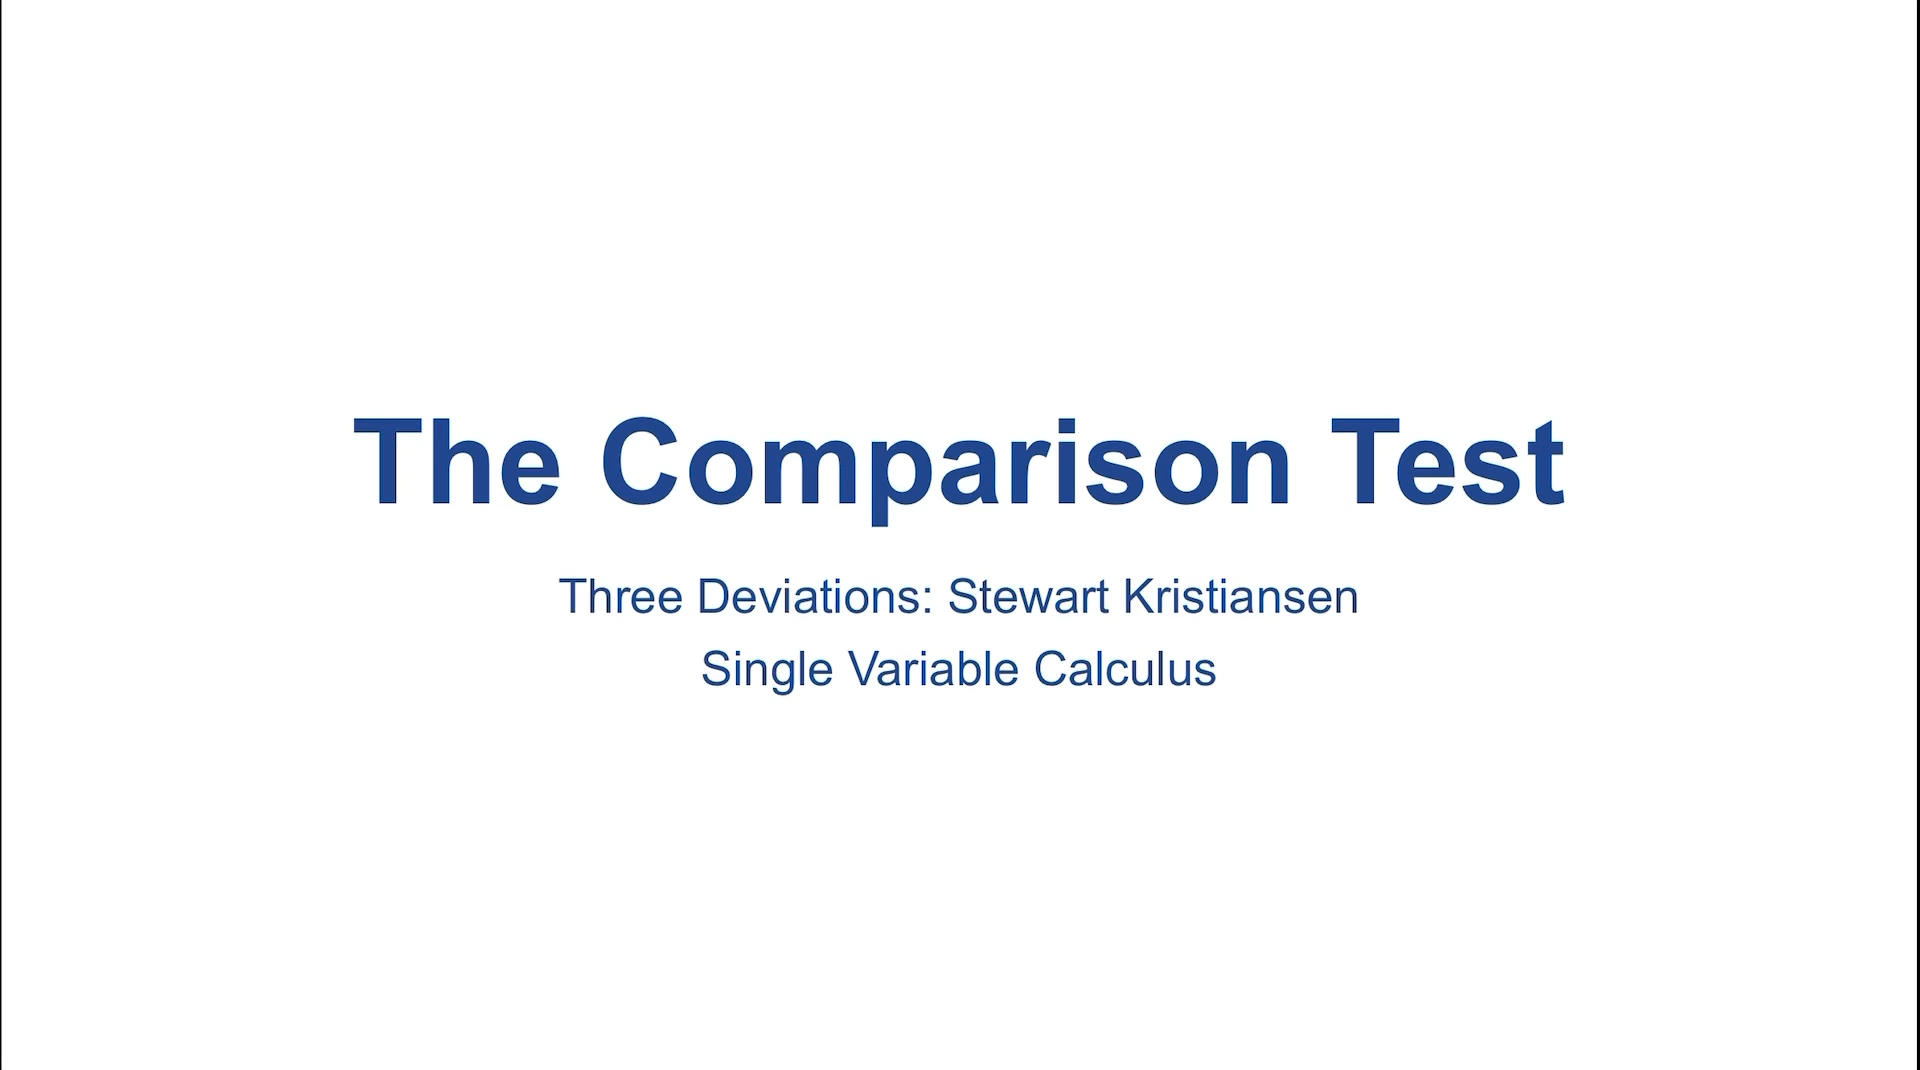 The Comparison Test
Three Deviations: Stewart Kristiansen
Single Variable Calculus